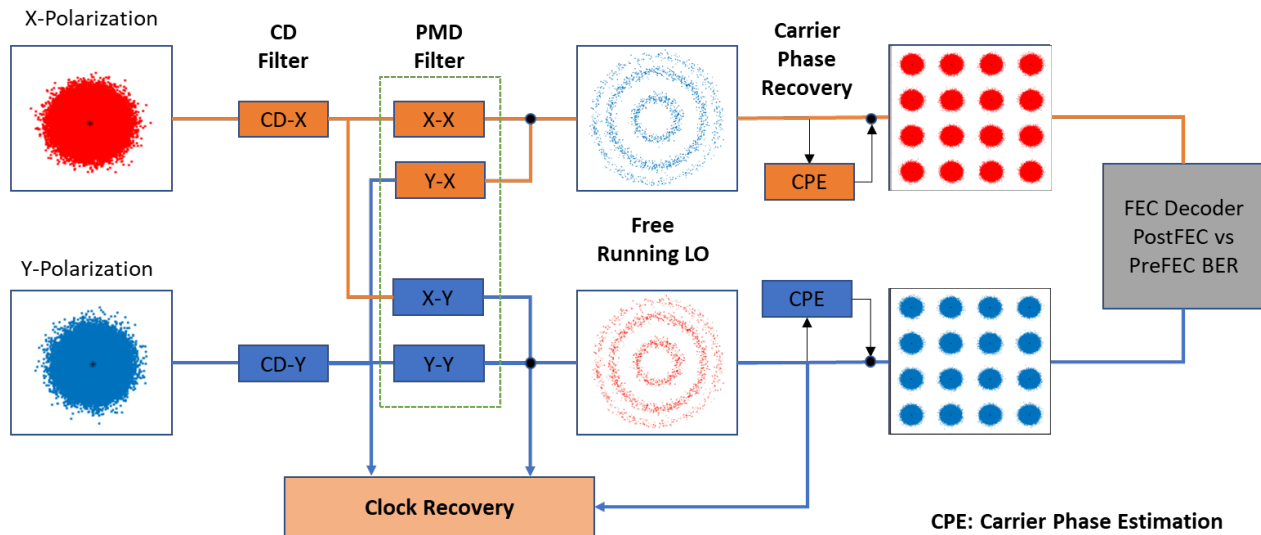 X-Polarization
CD
Filter
PMD
Filter
Carrier
Phase
Recovery
CD-X
X-X
Y-X
CPE
FEC Decoder
PostFEC vs
PreFEC BER
Y-Polarization
Free
Running LO
X-Y
CPE
CD-Y
Y-Y
Clock Recovery
CPE: Carrier Phase Estimation